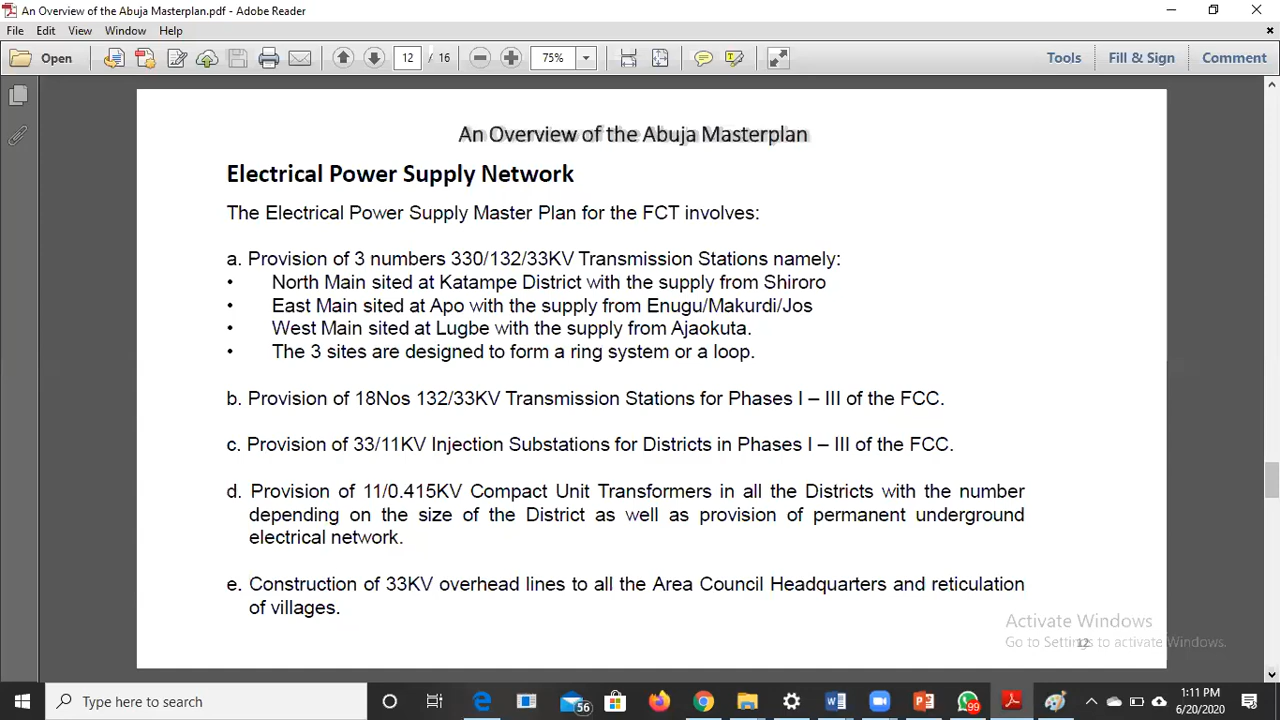 An Overview of the Abuja Masterplan.pdf - Adobe Reader
File Edit View Window Help
Open 12 / 16 75% Tools Fill & Sign Comment
An Overview of the Abuja Masterplan
Electrical Power Supply Network
The Electrical Power Supply Master Plan for the FCT involves:
a. Provision of 3 numbers 330/132/33KV Transmission Stations namely:
• North Main sited at Katampe District with the supply from Shiroro
• East Main sited at Apo with the supply from Enugu/Makurdi/Jos
• West Main sited at Lugbe with the supply from Ajaokuta.
• The 3 sites are designed to form a ring system or a loop.
b. Provision of 18Nos 132/33KV Transmission Stations for Phases I – III of the FCC.
c. Provision of 33/11KV Injection Substations for Districts in Phases I – III of the FCC.
d. Provision of 11/0.415KV Compact Unit Transformers in all the Districts with the number
depending on the size of the District as well as provision of permanent underground
electrical network.
e. Construction of 33KV overhead lines to all the Area Council Headquarters and reticulation
of villages.
Activate Windows
Go to Settings to activate Windows.
12
Type here to search
56
99
1:11 PM
6/20/2020